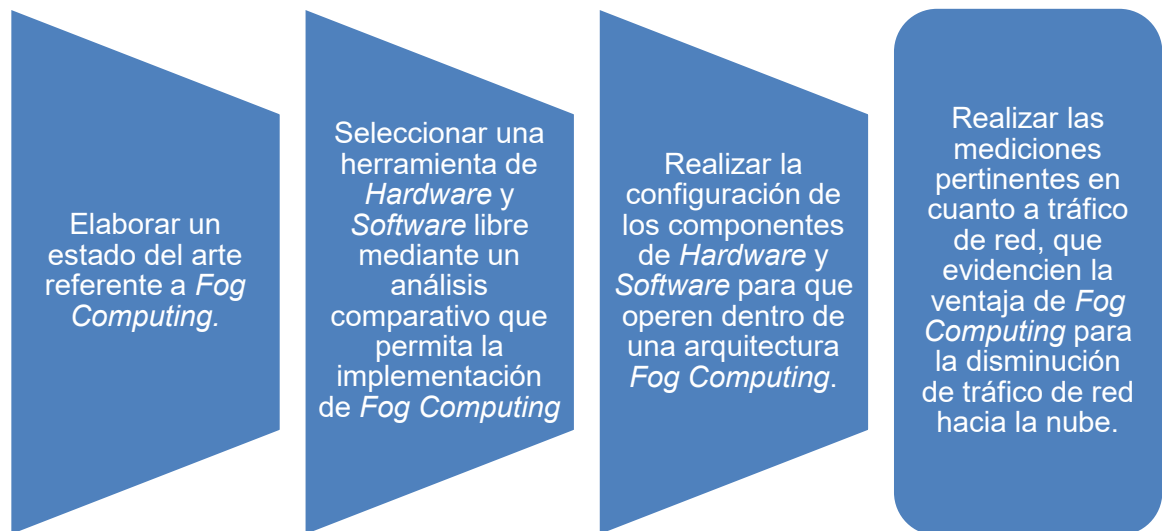 Elaborar un
estado del arte
referente a Fog
Computing.
Seleccionar una
herramienta de
Hardware y
Software libre
mediante un
análisis
comparativo que
permita la
implementación
de Fog Computing
Realizar la
configuración de
los componentes
de Hardware y
Software para que
operen dentro de
una arquitectura
Fog Computing.
Realizar las
mediciones
pertinentes en
cuanto a tráfico
de red, que
evidencien la
ventaja de Fog
Computing para
la disminución
de tráfico de red
hacia la nube.